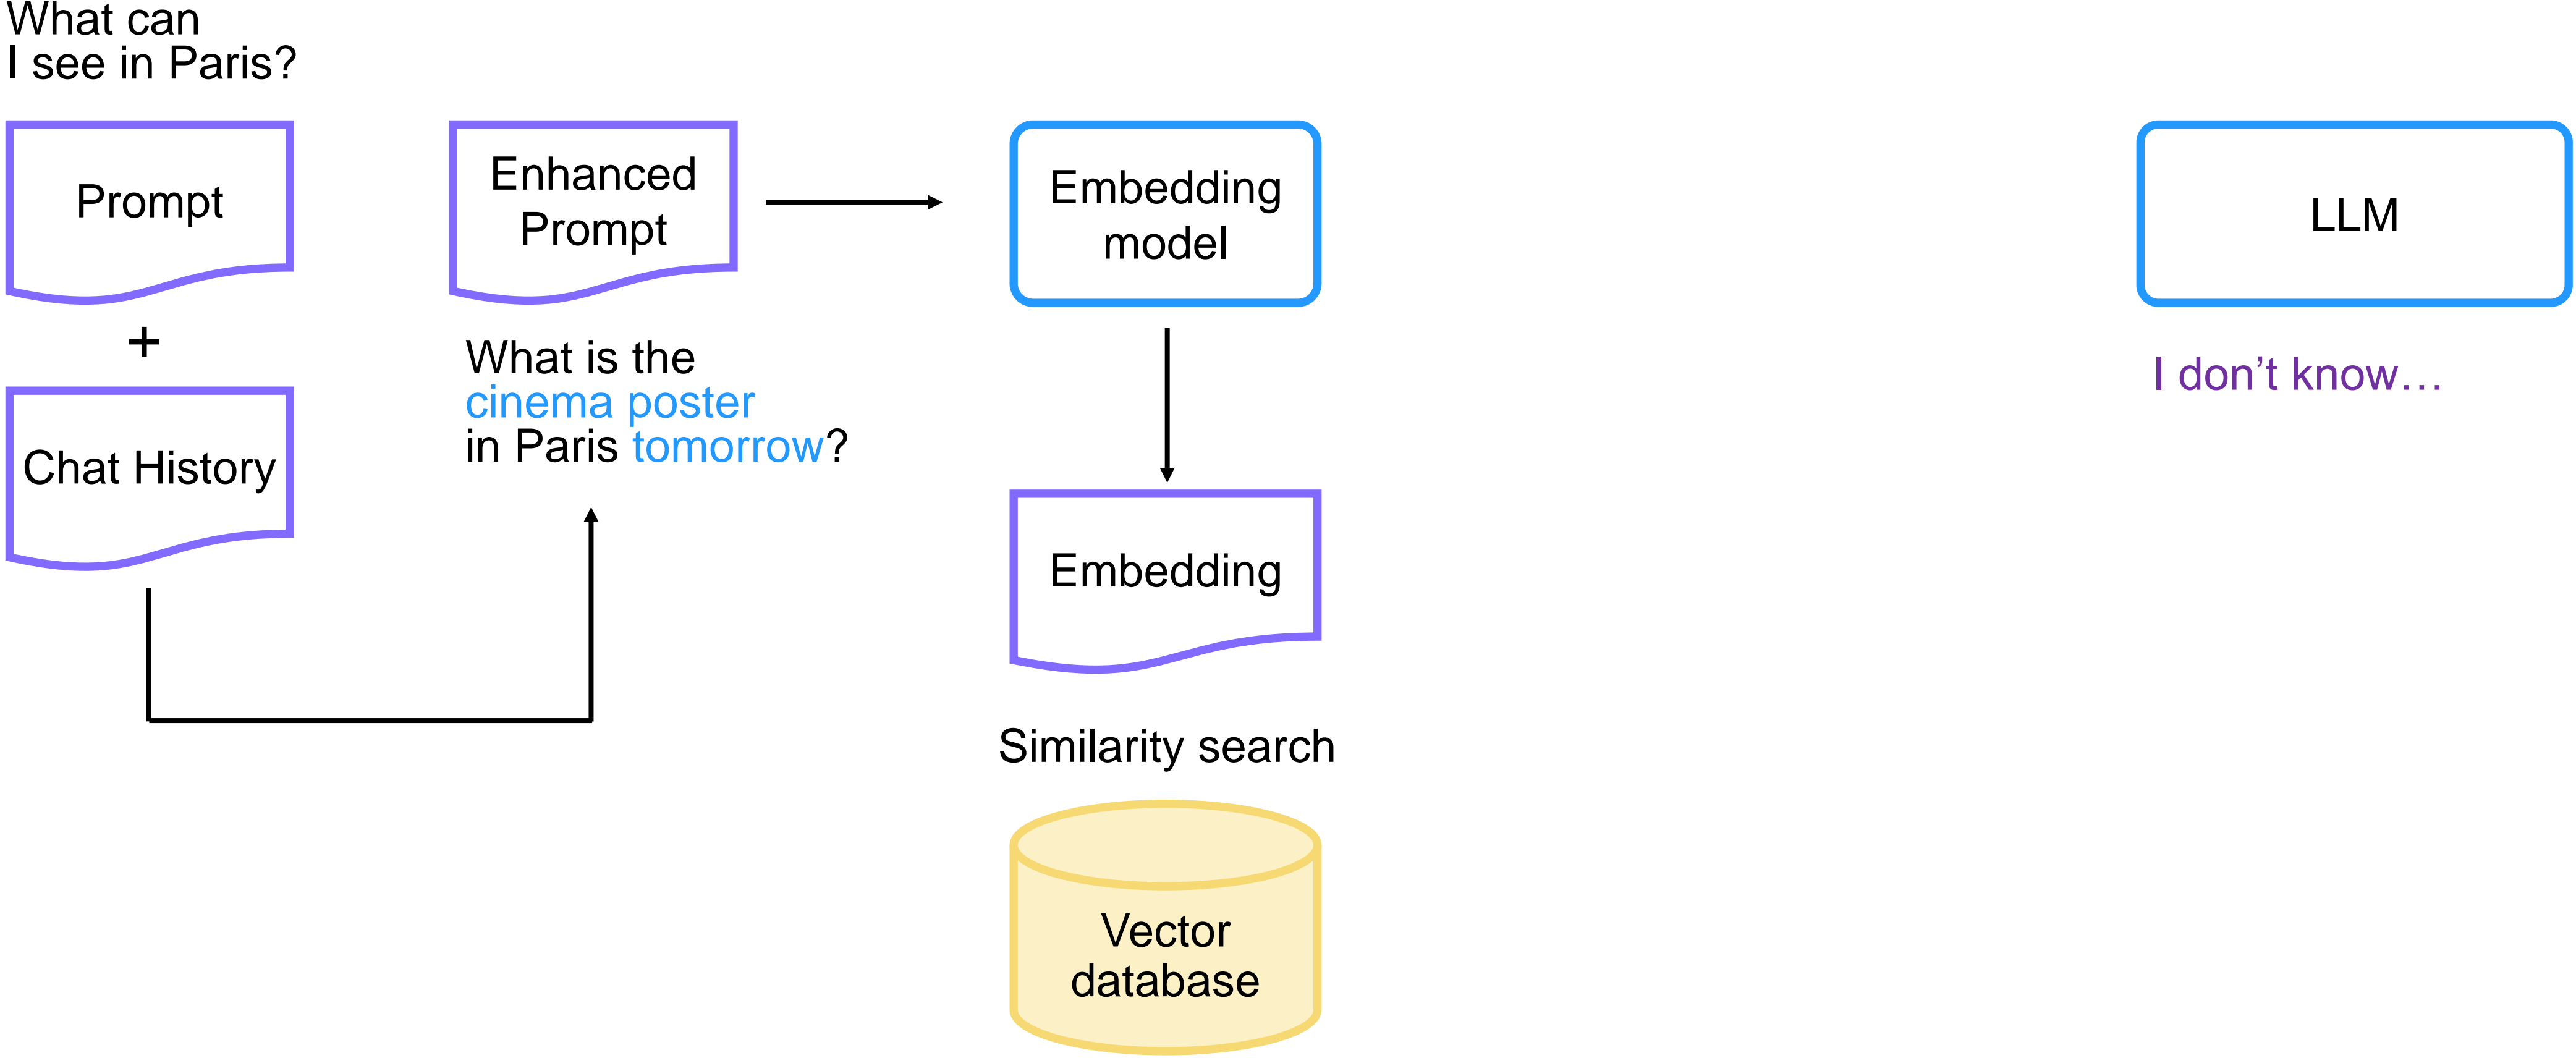 What can
I see in Paris?
Prompt
+
Chat History
Enhanced
Prompt
What is the
cinema poster
in Paris tomorrow?
Embedding
model
Embedding
Similarity search
Vector
database
LLM
I don’t know…